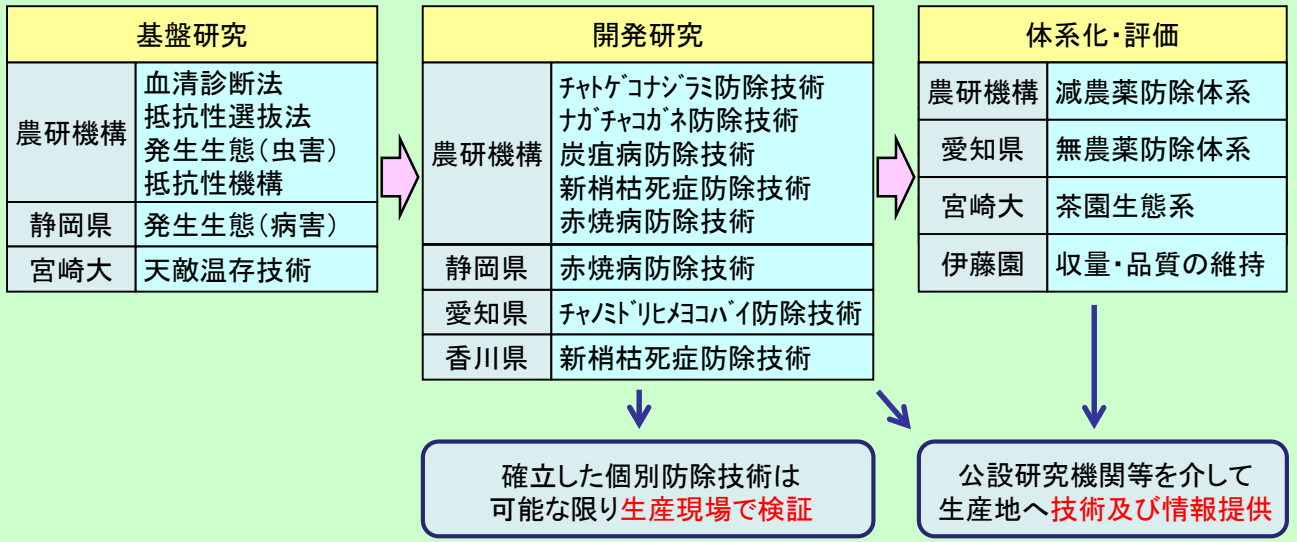 基盤研究
農研機構
血清診断法
抵抗性選抜法
発生生態(虫害)
抵抗性機構
静岡県
発生生態(病害)
宮崎大
天敵温存技術
開発研究
農研機構
ﾁｬﾄｹﾞｺﾅｼﾞﾗﾐ防除技術
ﾅｶﾞﾁｬｺｶﾞﾈ防除技術
炭疽病防除技術
新梢枯死症防除技術
赤焼病防除技術
静岡県
赤焼病防除技術
愛知県
ﾁｬﾉﾐﾄﾞﾘﾋﾒﾖｺﾊﾞｲ防除技術
香川県
新梢枯死症防除技術
体系化・評価
農研機構
減農薬防除体系
愛知県
無農薬防除体系
宮崎大
茶園生態系
伊藤園
収量・品質の維持
確立した個別防除技術は
可能な限り生産現場で検証
公設研究機関等を介して
生産地へ技術及び情報提供